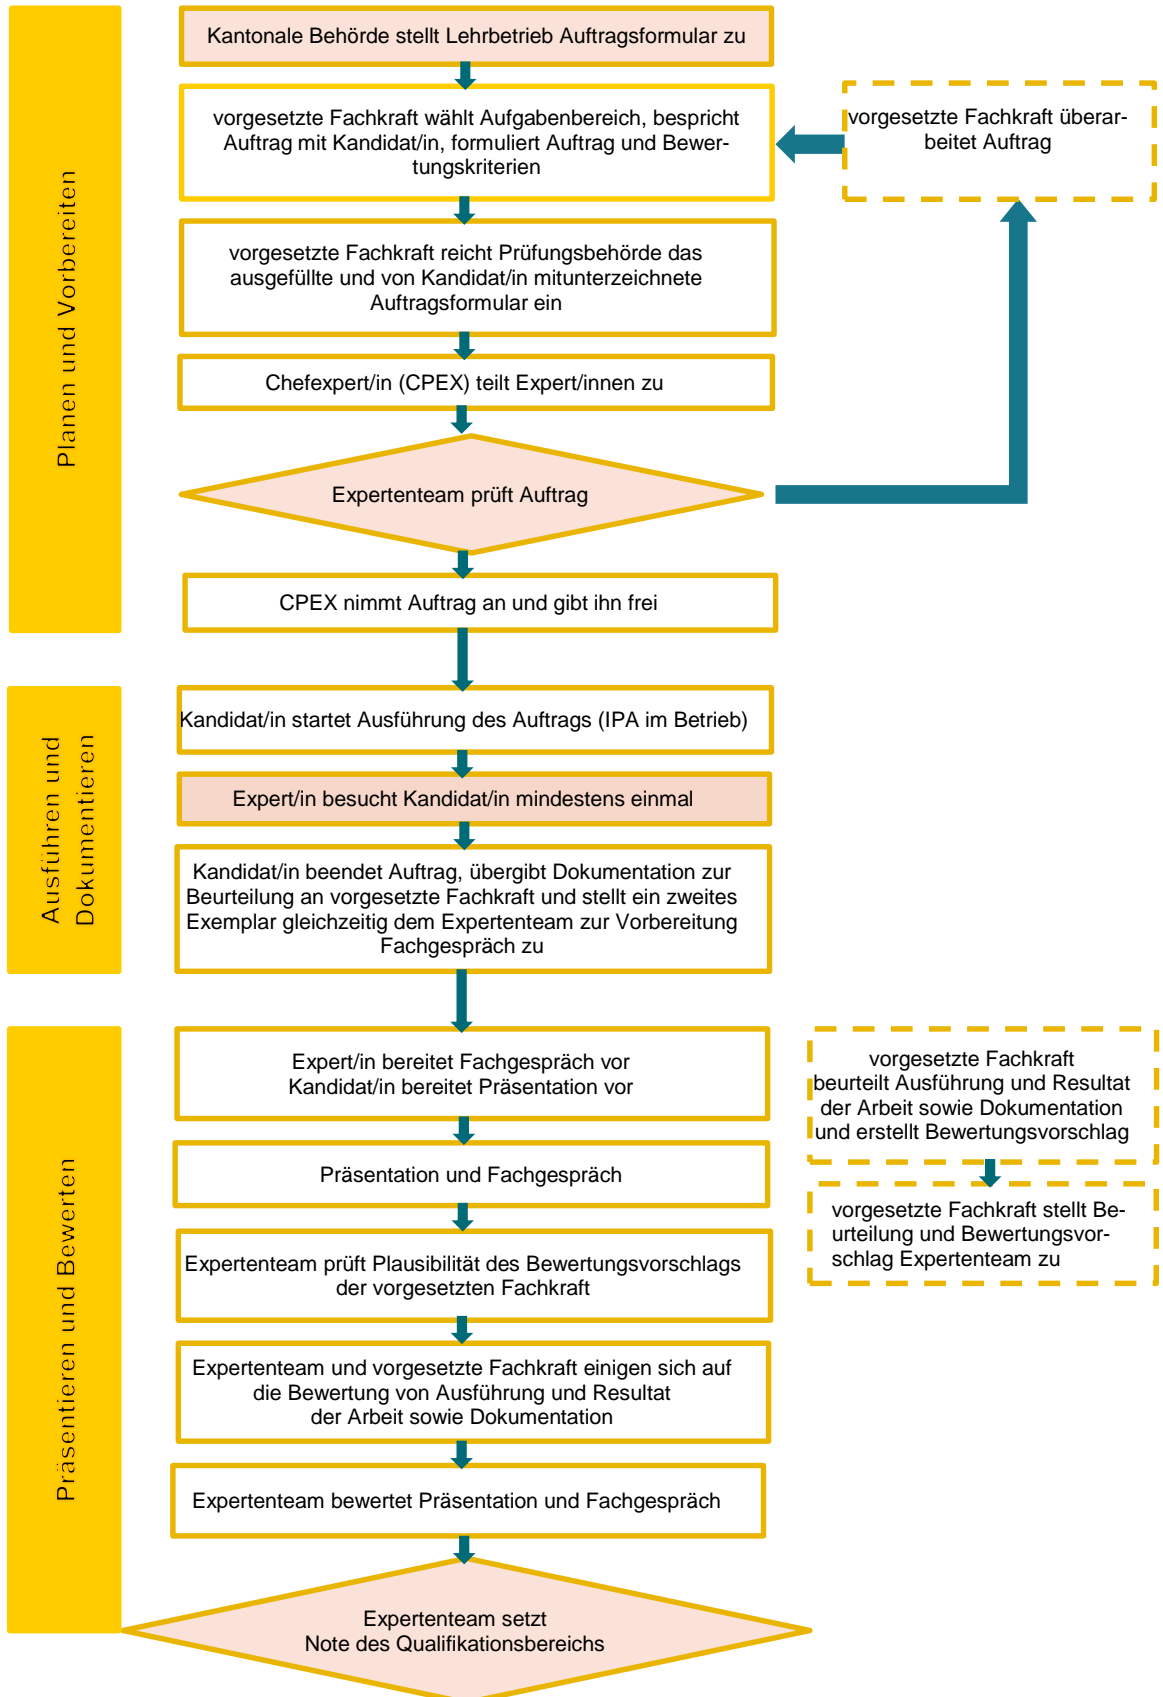 Planen und Vorbereiten
Kantonale Behörde stellt Lehrbetrieb Auftragsformular zu
vorgesetzte Fachkraft wählt Aufgabenbereich, bespricht
Auftrag mit Kandidat/in, formuliert Auftrag und Bewer-
tungskriterien
vorgesetzte Fachkraft überar-
beitet Auftrag
vorgesetzte Fachkraft reicht Prüfungsbehörde das
ausgefüllte und von Kandidat/in mitunterzeichnete
Auftragsformular ein
Chefexpert/in (CPEX) teilt Expert/innen zu
Expertenteam prüft Auftrag
CPEX nimmt Auftrag an und gibt ihn frei
Ausführen und
Dokumentieren
Kandidat/in startet Ausführung des Auftrags (IPA im Betrieb)
Expert/in besucht Kandidat/in mindestens einmal
Kandidat/in beendet Auftrag, übergibt Dokumentation zur
Beurteilung an vorgesetzte Fachkraft und stellt ein zweites
Exemplar gleichzeitig dem Expertenteam zur Vorbereitung
Fachgespräch zu
Präsentieren und Bewerten
Expert/in bereitet Fachgespräch vor
Kandidat/in bereitet Präsentation vor
vorgesetzte Fachkraft
beurteilt Ausführung und Resultat
der Arbeit sowie Dokumentation
und erstellt Bewertungsvorschlag
Präsentation und Fachgespräch
vorgesetzte Fachkraft stellt Be-
urteilung und Bewertungsvor-
schlag Expertenteam zu
Expertenteam prüft Plausibilität des Bewertungsvorschlags
der vorgesetzten Fachkraft
Expertenteam und vorgesetzte Fachkraft einigen sich auf
die Bewertung von Ausführung und Resultat
der Arbeit sowie Dokumentation
Expertenteam bewertet Präsentation und Fachgespräch
Expertenteam setzt
Note des Qualifikationsbereichs